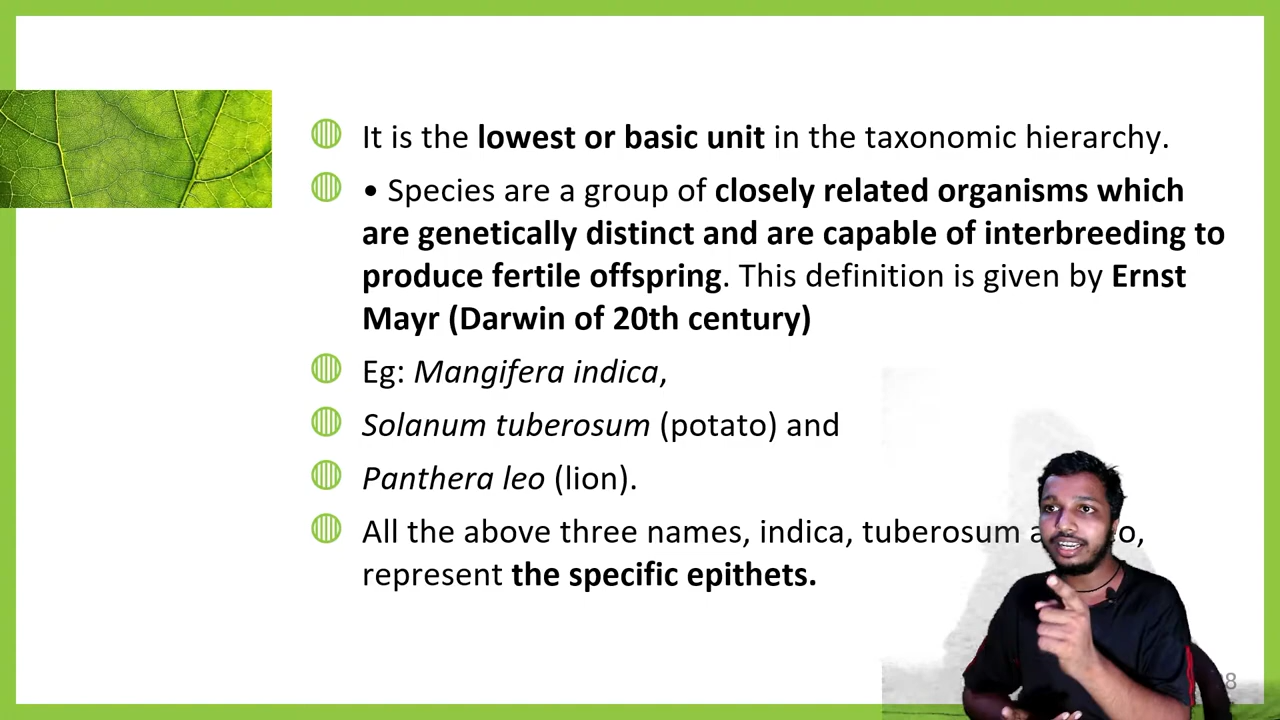 It is the lowest or basic unit in the taxonomic hierarchy.
• Species are a group of closely related organisms which
are genetically distinct and are capable of interbreeding to
produce fertile offspring. This definition is given by Ernst
Mayr (Darwin of 20th century)
Eg: Mangifera indica,
Solanum tuberosum (potato) and
Panthera leo (lion).
All the above three names, indica, tuberosum
represent the specific epithets.